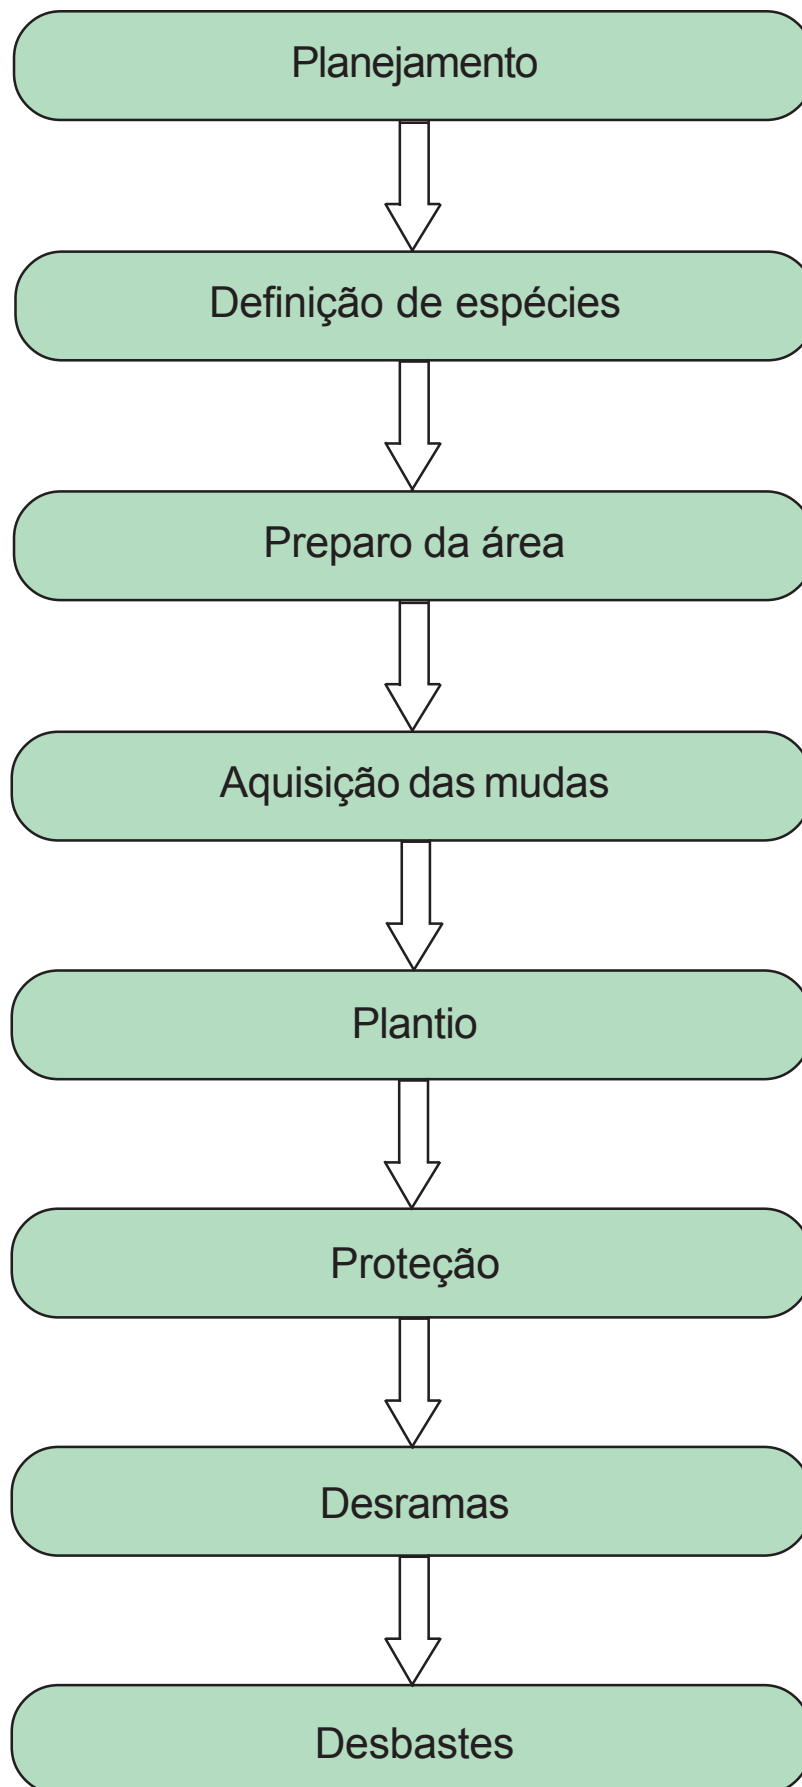 Planejamento
Definição de espécies
Preparo da área
Aquisição das mudas
Plantio
Proteção
Desramas
Desbastes